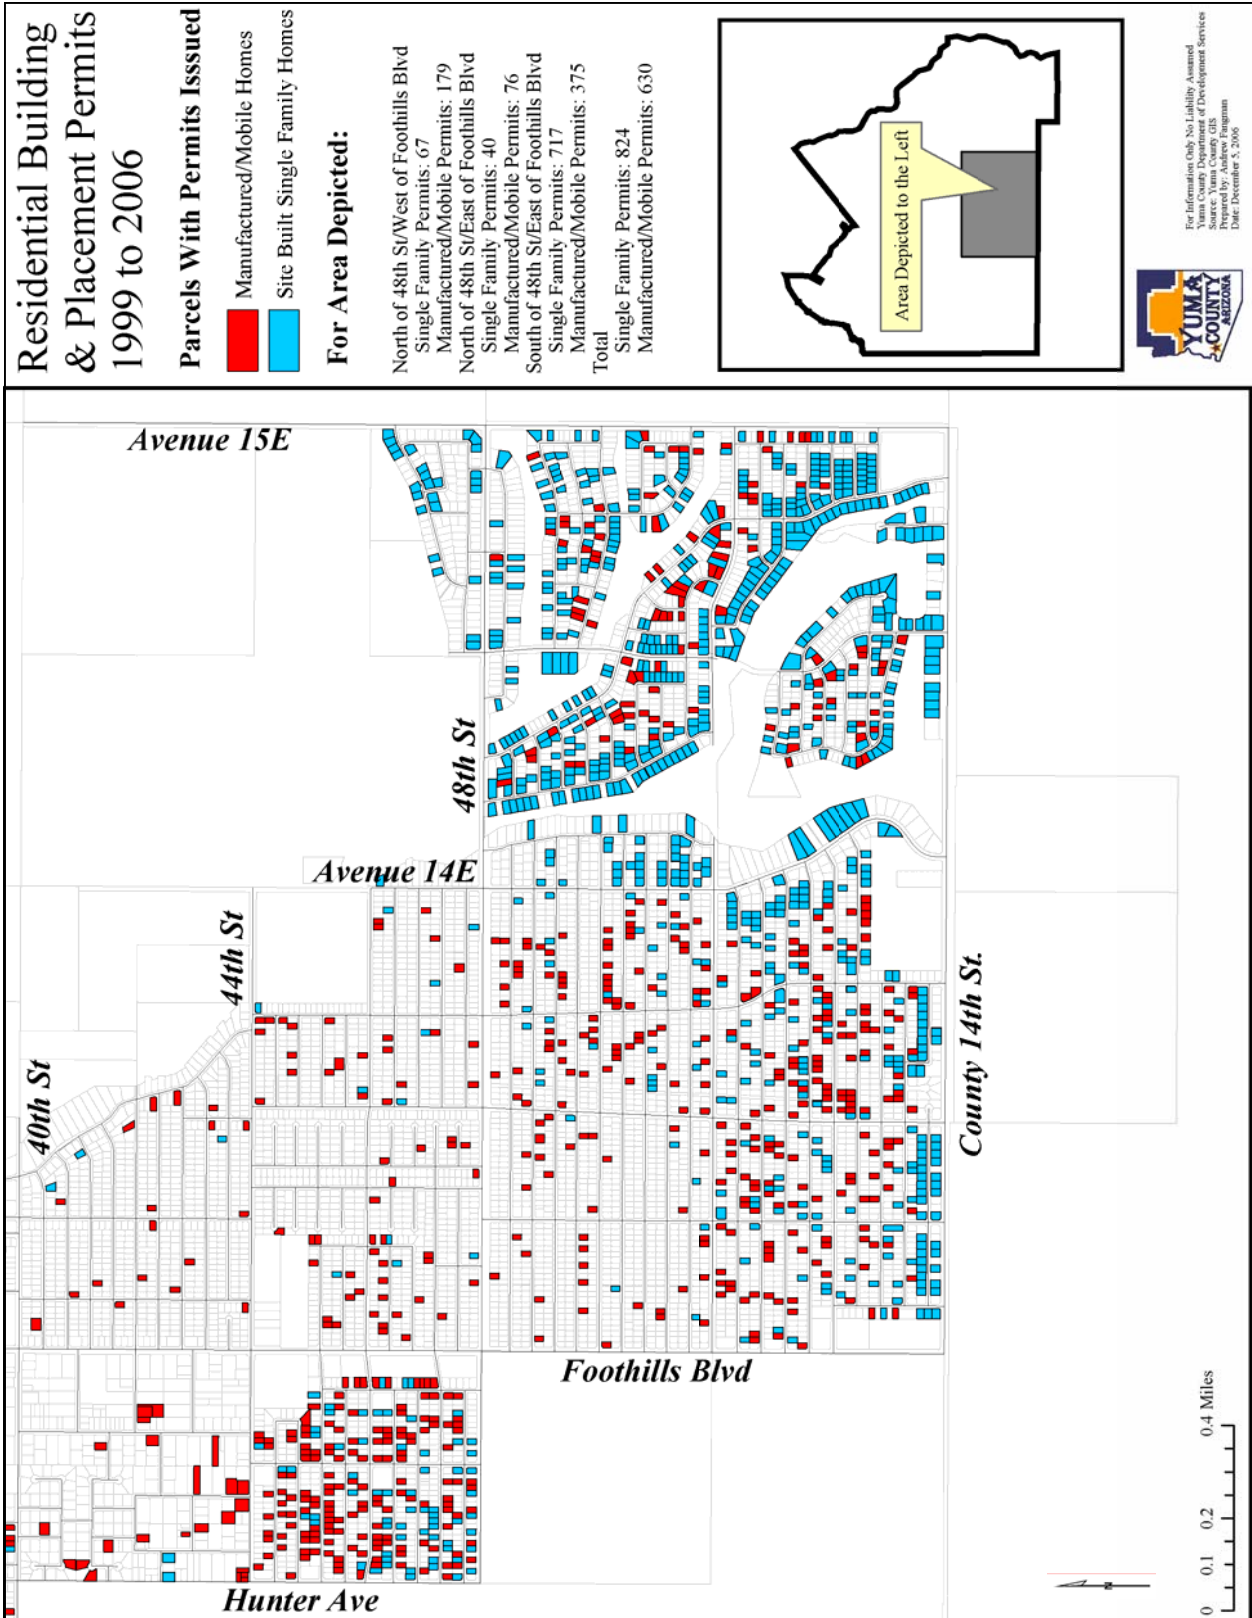 Residential Building
& Placement Permits
1999 to 2006
Parcels With Permits Isssued
Manufactured/Mobile Homes
Site Built Single Family Homes
For Area Depicted:
North of 48th St/West of Foothills Blvd
Single Family Permits: 67
Manufactured/Mobile Permits: 179
North of 48th St/East of Foothills Blvd
Single Family Permits: 40
Manufactured/Mobile Permits: 76
South of 48th St/East of Foothills Blvd
Single Family Permits: 717
Manufactured/Mobile Permits: 375
Total
Single Family Permits: 824
Manufactured/Mobile Permits: 630
Area Depicted to the Left
YUMA
COUNTY
ARIZONA
For Information Only No Liability Assumed
Yuma County Department of Development Services
Source: Yuma County GIS
Prepared by: Andrew Fangman
Date: December 5, 2006
Avenue 15E
48th St
Avenue 14E
44th St
40th St
County 14th St.
Foothills Blvd
Hunter Ave
N
0 0.1 0.2 0.4 Miles